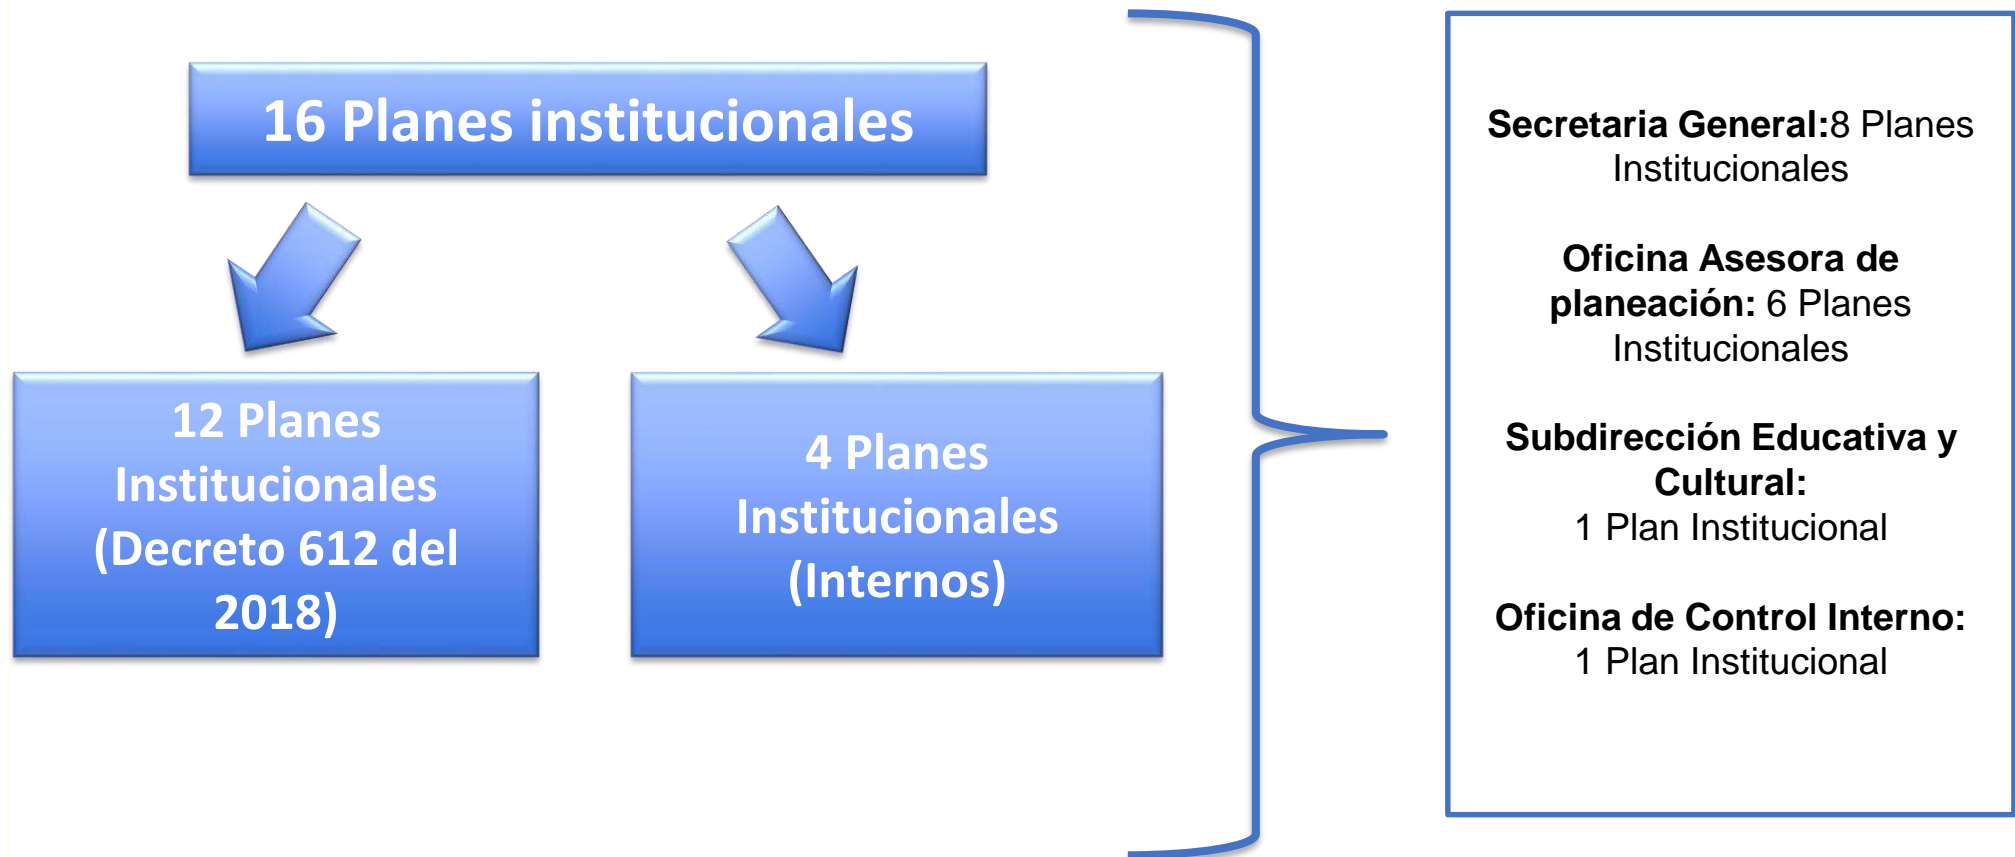 16 Planes institucionales
12 Planes
Institucionales
(Decreto 612 del
2018)
4 Planes
Institucionales
(Internos)
Secretaria General:8 Planes
Institucionales
Oficina Asesora de
planeación: 6 Planes
Institucionales
Subdirección Educativa y
Cultural:
1 Plan Institucional
Oficina de Control Interno:
1 Plan Institucional